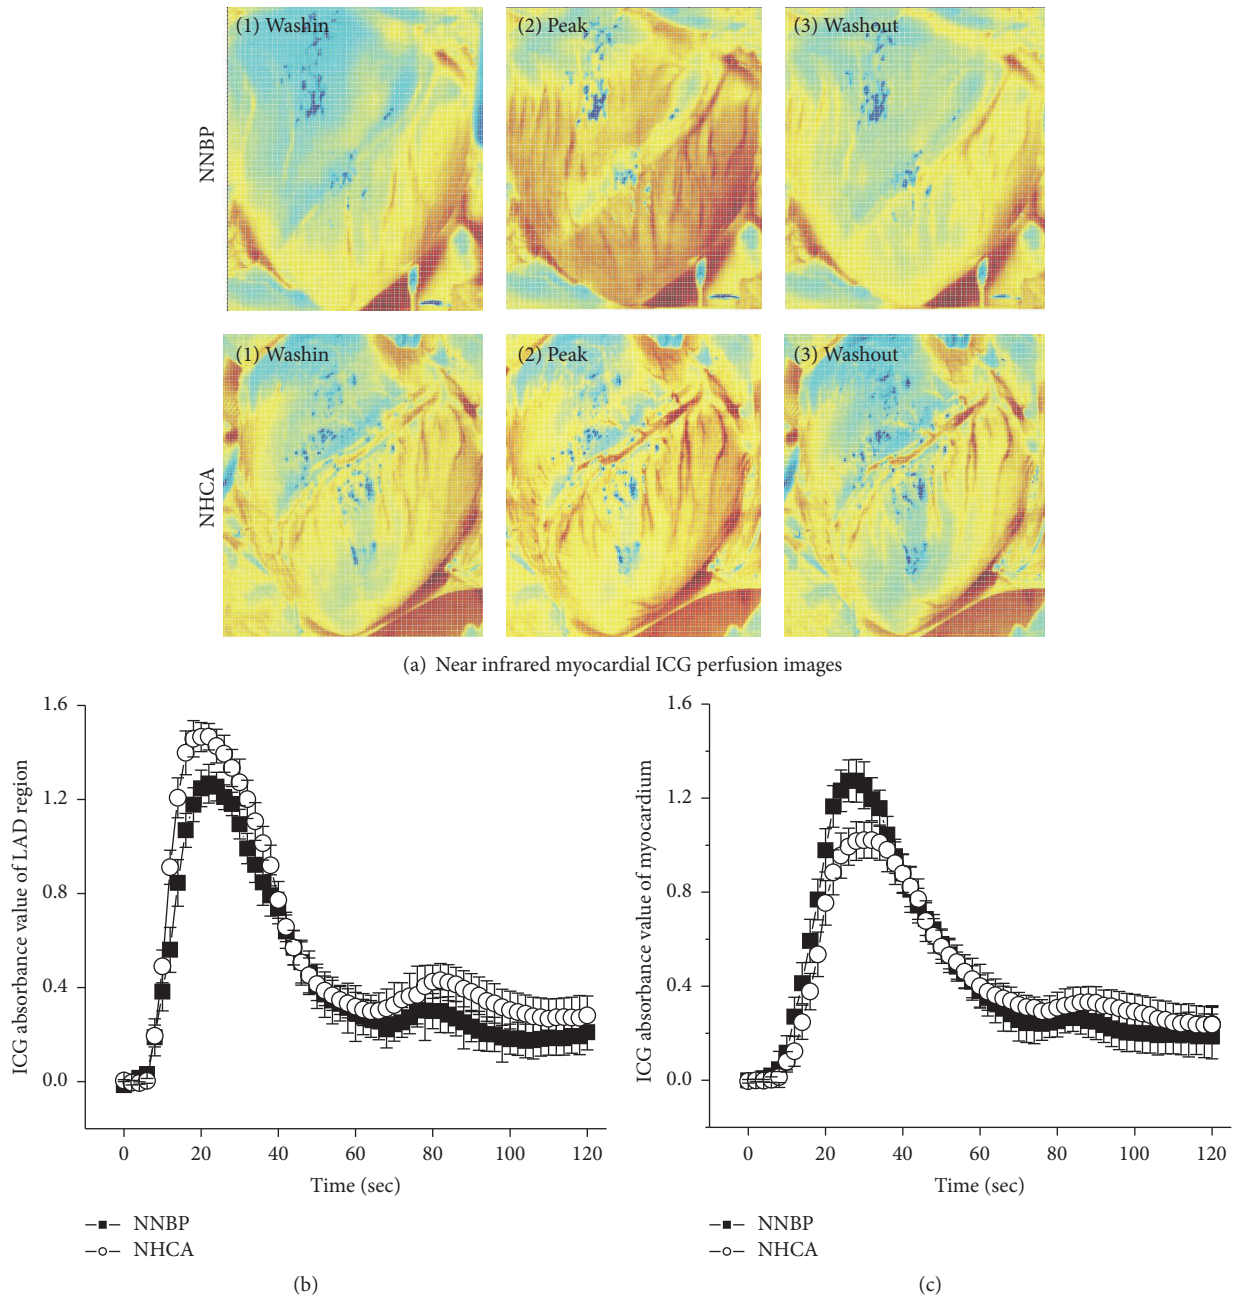 (1) Washin
(2) Peak
(3) Washout
NNBP
(1) Washin
(2) Peak
(3) Washout
NHCA
(a) Near infrared myocardial ICG perfusion images
1.6
1.2
0.8
0.4
0.0
ICG absorbance value of LAD region
0
20
40
60
80
100
120
Time (sec)
NNBP
NHCA
(b)
1.6
1.2
0.8
0.4
0.0
ICG absorbance value of myocardium
0
20
40
60
80
100
120
Time (sec)
NNBP
NHCA
(c)